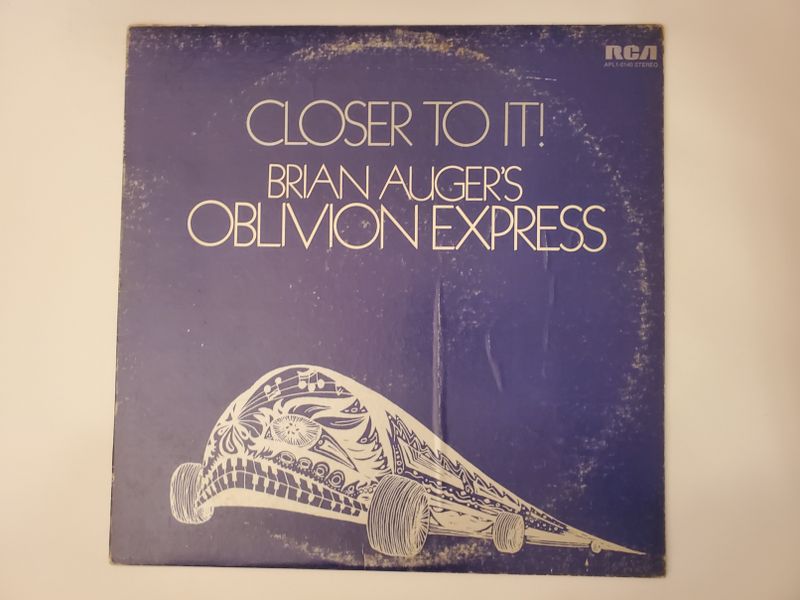 RCA
APL1-0140 STEREO
CLOSER TO IT!
BRIAN AUGER'S
OBLIVION EXPRESS